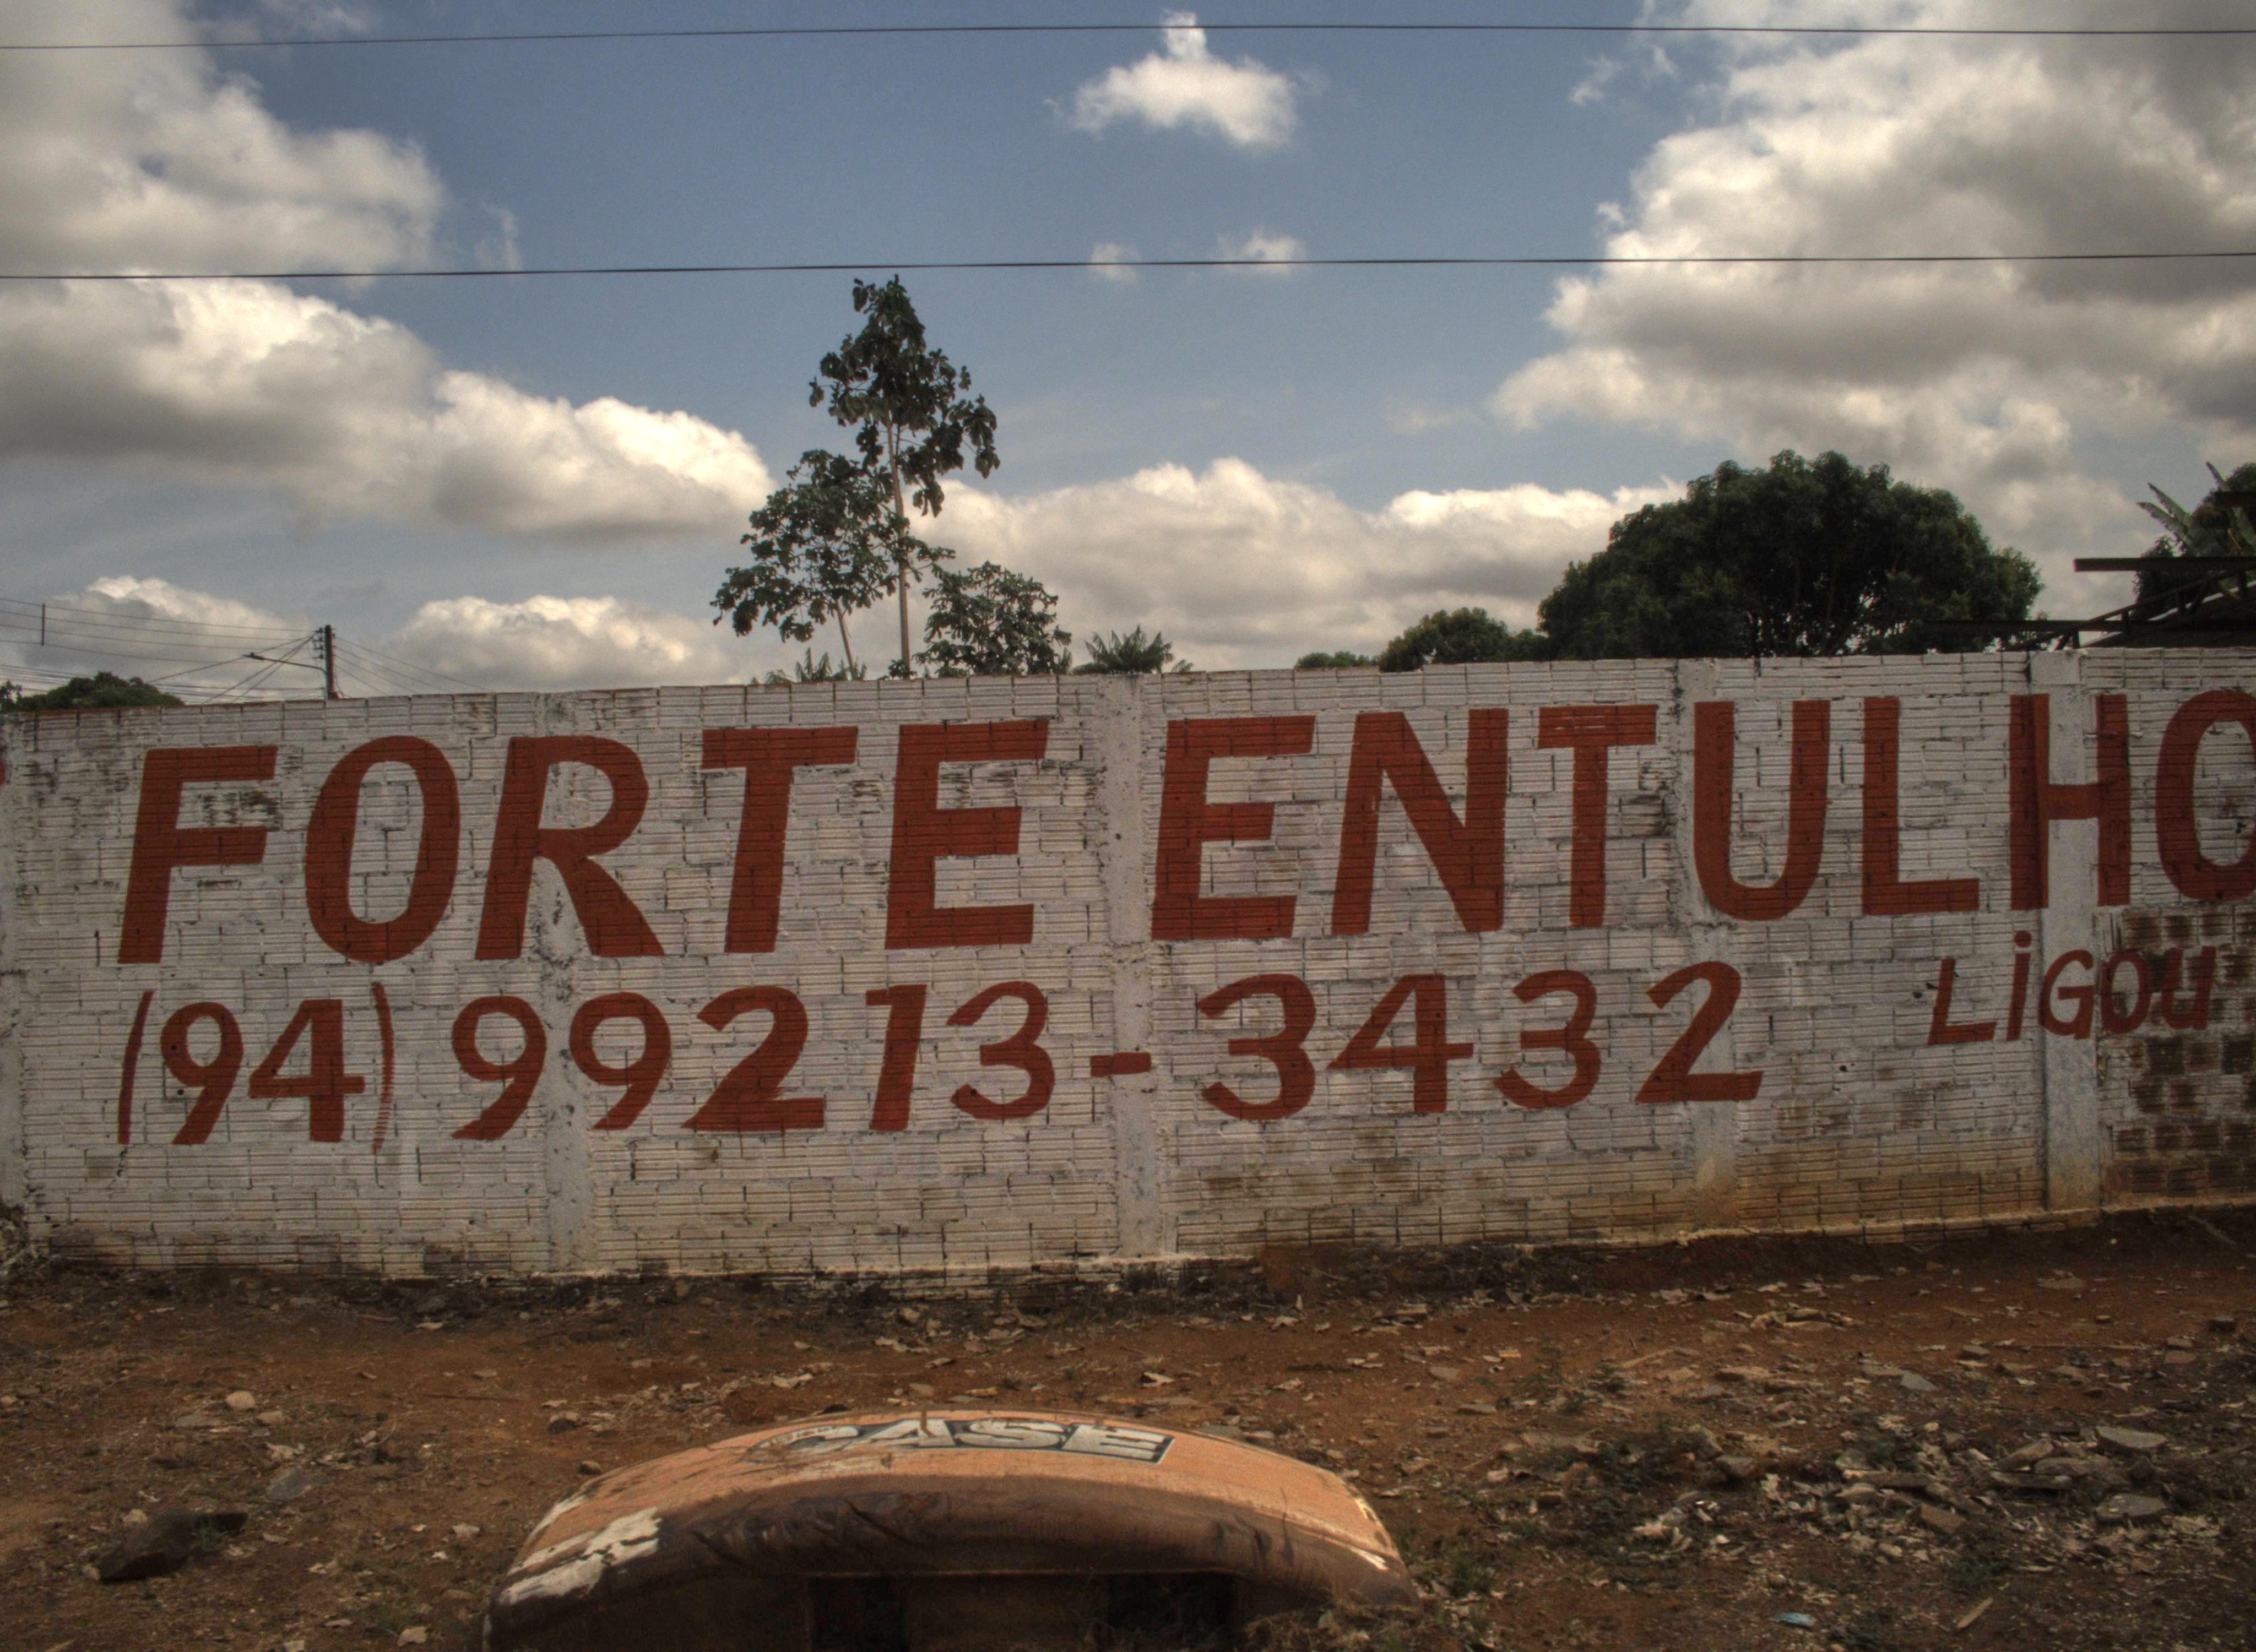 FORTE ENTULHO
(94) 99213-3432 LiGOU
CASE